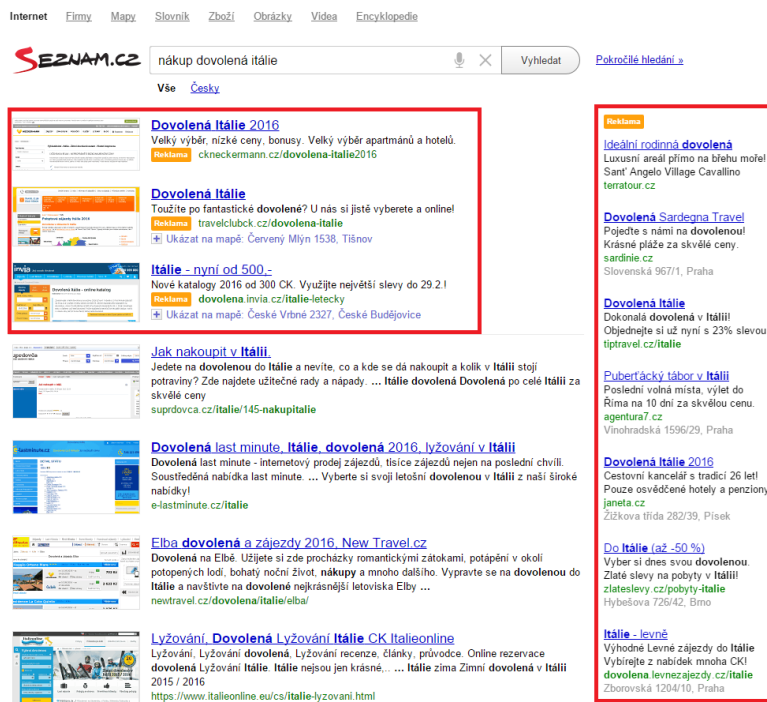 Internet Firmy Mapy Slovník Zboží Obrázky Videa Encyklopedie
SEZNAM.CZ nákup dovolená itálie Vyhledat Pokročilé hledání »
Vše Česky
Dovolená Itálie 2016
Velký výběr, nízké ceny, bonusy. Velký výběr apartmánů a hotelů.
Reklama ckneckermann.cz/dovolena-italie2016
Dovolená Itálie
Toužíte po fantastické dovolené? U nás si jistě vyberete a online!
Reklama travelclubck.cz/dovolena-italie
Ukázat na mapě: Červený Mlýn 1538, Tišnov
Itálie - nyní od 500,-
Nové katalogy 2016 od 300 CK. Využijte největší slevy do 29.2.!
Reklama dovolena.invia.cz/italie-letecky
Ukázat na mapě: České Vrbné 2327, České Budějovice
Jak nakoupit v Itálii.
Jedete na dovolenou do Itálie a nevíte, co a kde se dá nakoupit a kolik v Itálii stojí
potraviny? Zde najdete užitečné rady a nápady. ... Itálie dovolená Dovolená po celé Itálii za
skvělé ceny
suprdovca.cz/italie/145-nakupitalie
Dovolená last minute, Itálie, dovolená 2016, lyžování v Itálii
Dovolená last minute - internetový prodej zájezdů, tisíce zájezdů nejen na poslední chvíli.
Soustředěná nabídka last minute. ... Vyberte si svoji letošní dovolenou v Itálii z naší široké
nabídky!
e-lastminute.cz/italie
Elba dovolená a zájezdy 2016, New Travel.cz
Dovolená na Elbě. Užijete si zde procházky romantickými zátokami, potápění v okolí
potopených lodí, bohatý noční život, nákupy a mnoho dalšího. Vypravte se na dovolenou do
Itálie a navštivte na dovolené nejkrásnější letoviska Elby ...
newtravel.cz/dovolena/italie/elba/
Lyžování, Dovolená Lyžování Itálie CK Italieonline
Lyžování, Lyžování dovolená, Lyžování recenze, články, průvodce. Online rezervace
dovolená Lyžování Itálie. Itálie nejsou jen krásné,.. ... Itálie zima Zimní dovolená v Itálii
2015 / 2016
https://www.italieonline.eu/cs/italie-lyzovani.html
Reklama
Ideální rodinná dovolená
Luxusní areál přímo na břehu moře!
Sant' Angelo Village Cavallino
terratour.cz
Dovolená Sardegna Travel
Pojeďte s námi na dovolenou!
Krásné pláže za skvělé ceny.
sardinie.cz
Slovenská 967/1, Praha
Dovolená Itálie
Dokonalá dovolená v Itálii!
Objednejte si už nyní s 23% slevou
tiptravel.cz/italie
Puberťácký tábor v Itálii
Poslední volná místa, výlet do
Říma na 10 dní za skvělou cenu.
agentura7.cz
Vinohradská 1596/29, Praha
Dovolená Itálie 2016
Cestovní kancelář s tradicí 26 let!
Pouze osvědčené hotely a penziony
janeta.cz
Žižkova třída 282/39, Písek
Do Itálie (až -50 %)
Vyber si dnes svou dovolenou.
Zlaté slevy na pobyty v Itálii!
zlateslevy.cz/pobyty-italie
Hybešova 726/42, Brno
Itálie - levně
Výhodné Levné zájezdy do Itálie
Vybírejte z nabídek mnoha CK!
dovolena.levnezajezdy.cz/italie
Zborovská 1204/10, Praha